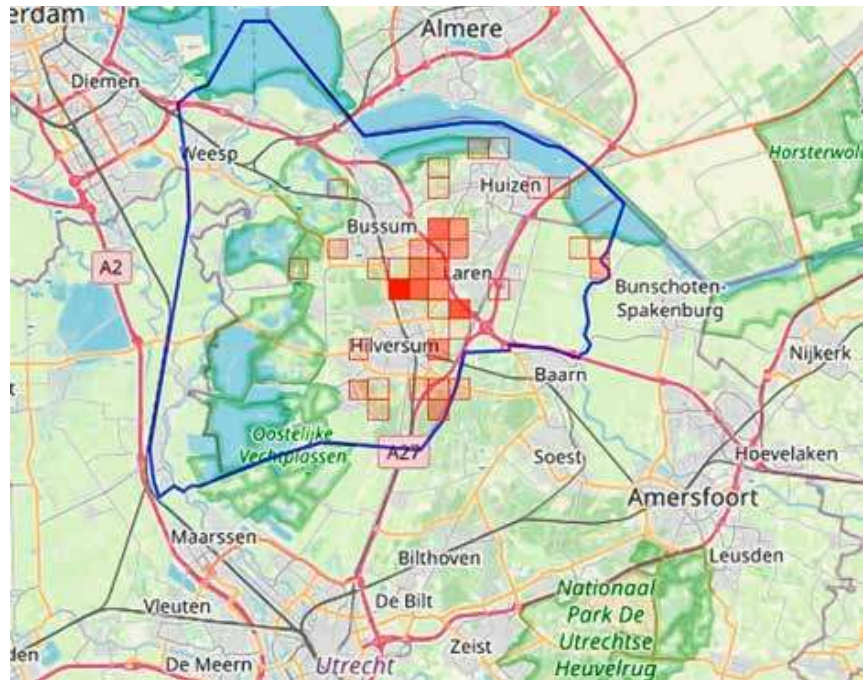 erdam
Almere
Diemen
Weesp
Horsterwol
Huizen
Bussum
A2
Laren
Bunschoten-
Spakenburg
Hilversum
Nijkerk
Baarn
Oostelijke
Vechtplassen
A27
Soest
Hoevelaken
Amersfoort
Maarssen
Bilthoven
Leusden
Nationaal
Park De
Utrechtse
Heuvelrug
De Bilt
Vleuten
Zeist
den
De Meern
Utrecht